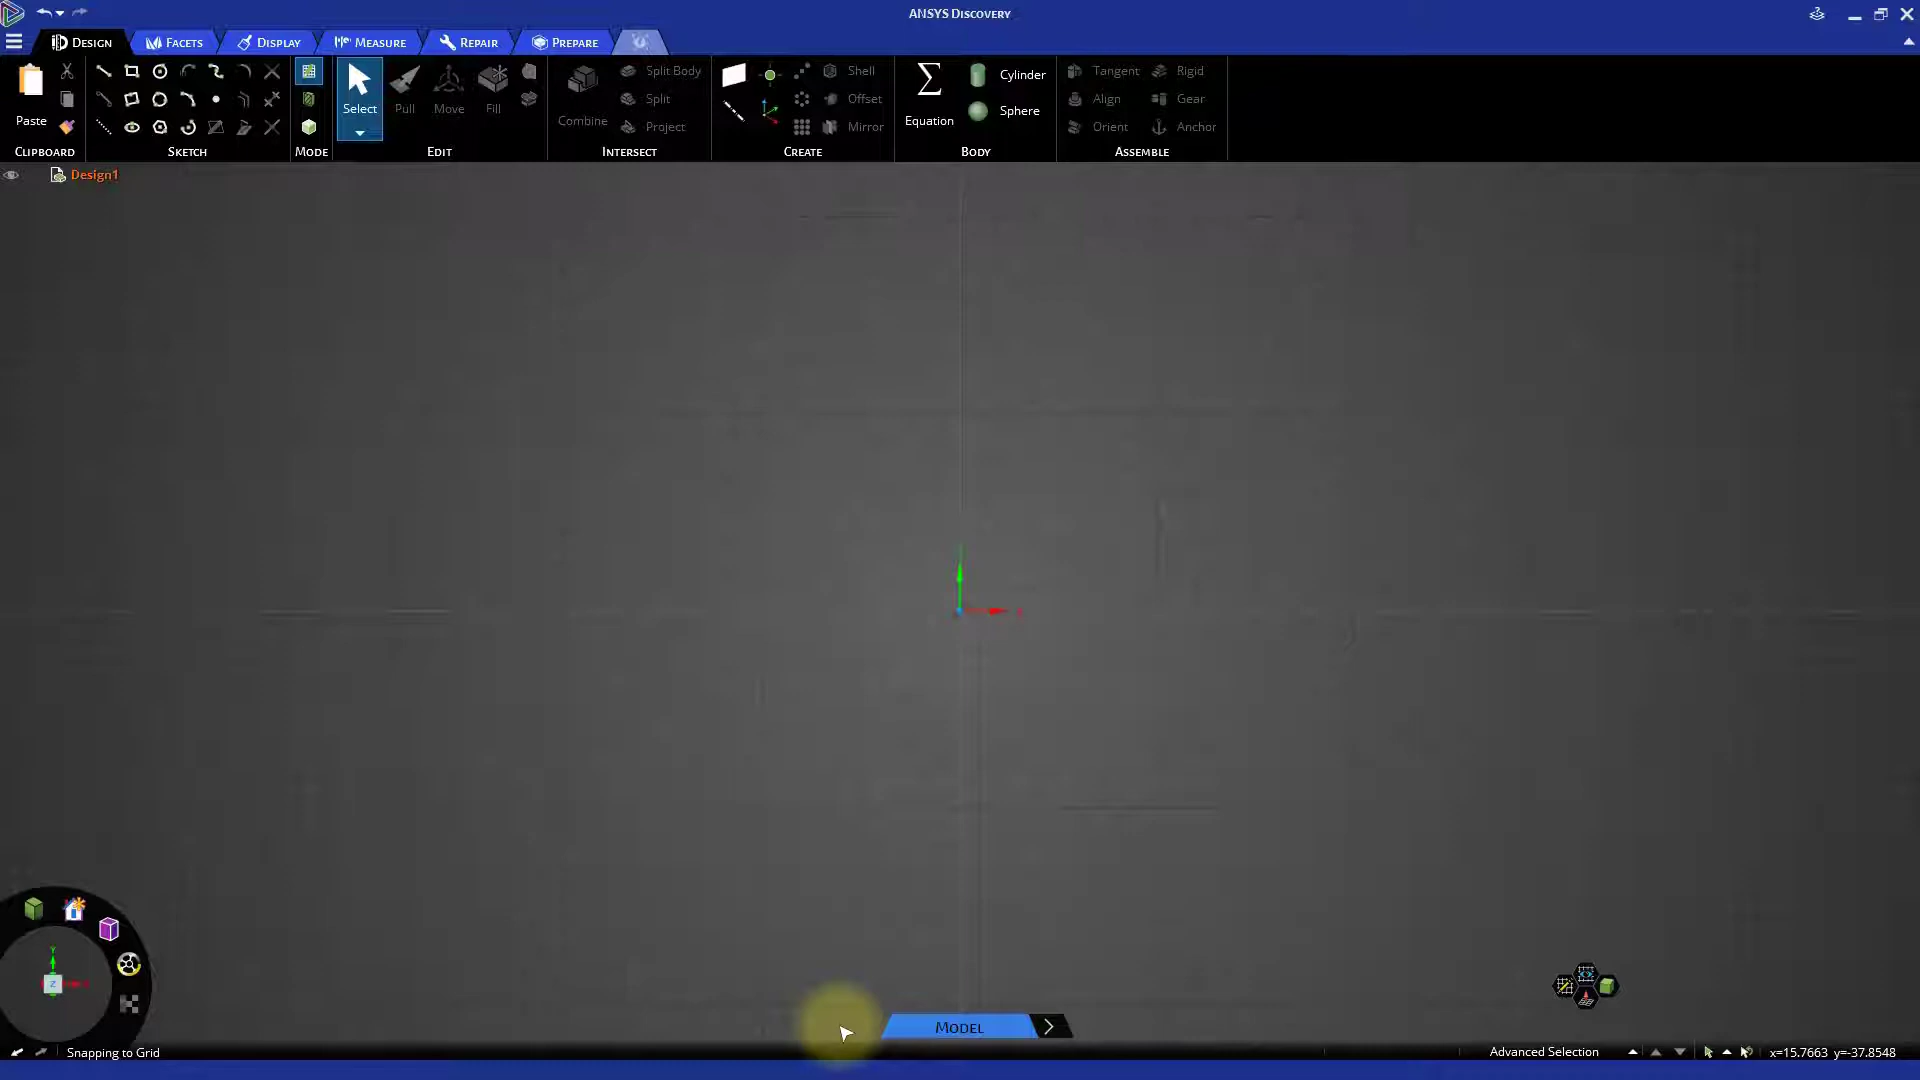 ANSYS Discovery
Design Facets Display Measure Repair Prepare
Paste
Select Pull Move Fill
Combine
Split Body
Split
Project
Shell
Offset
Mirror
Equation
Cylinder
Sphere
Tangent Rigid
Align Gear
Orient Anchor
Clipboard Sketch Mode Edit Intersect Create Body Assemble
Design1
Y
Z
Model
Snapping to Grid
Advanced Selection
x=15.7663 y=-37.8548